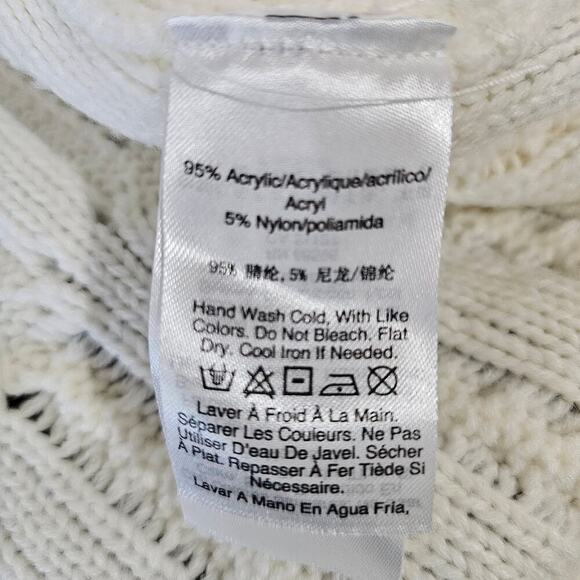 95% Acrylic/Acrylique/acrílico/
Acryl
5% Nylon/poliamida
95% 腈纶,5% 尼龙/锦纶
Hand Wash Cold, With Like
Colors. Do Not Bleach. Flat
Dry. Cool Iron If Needed.
Laver À Froid À La Main.
Séparer Les Couleurs. Ne Pas
Utiliser D'eau De Javel. Sécher
À Plat. Repasser À Fer Tiède Si
Nécessaire.
Lavar A Mano En Agua Fria,